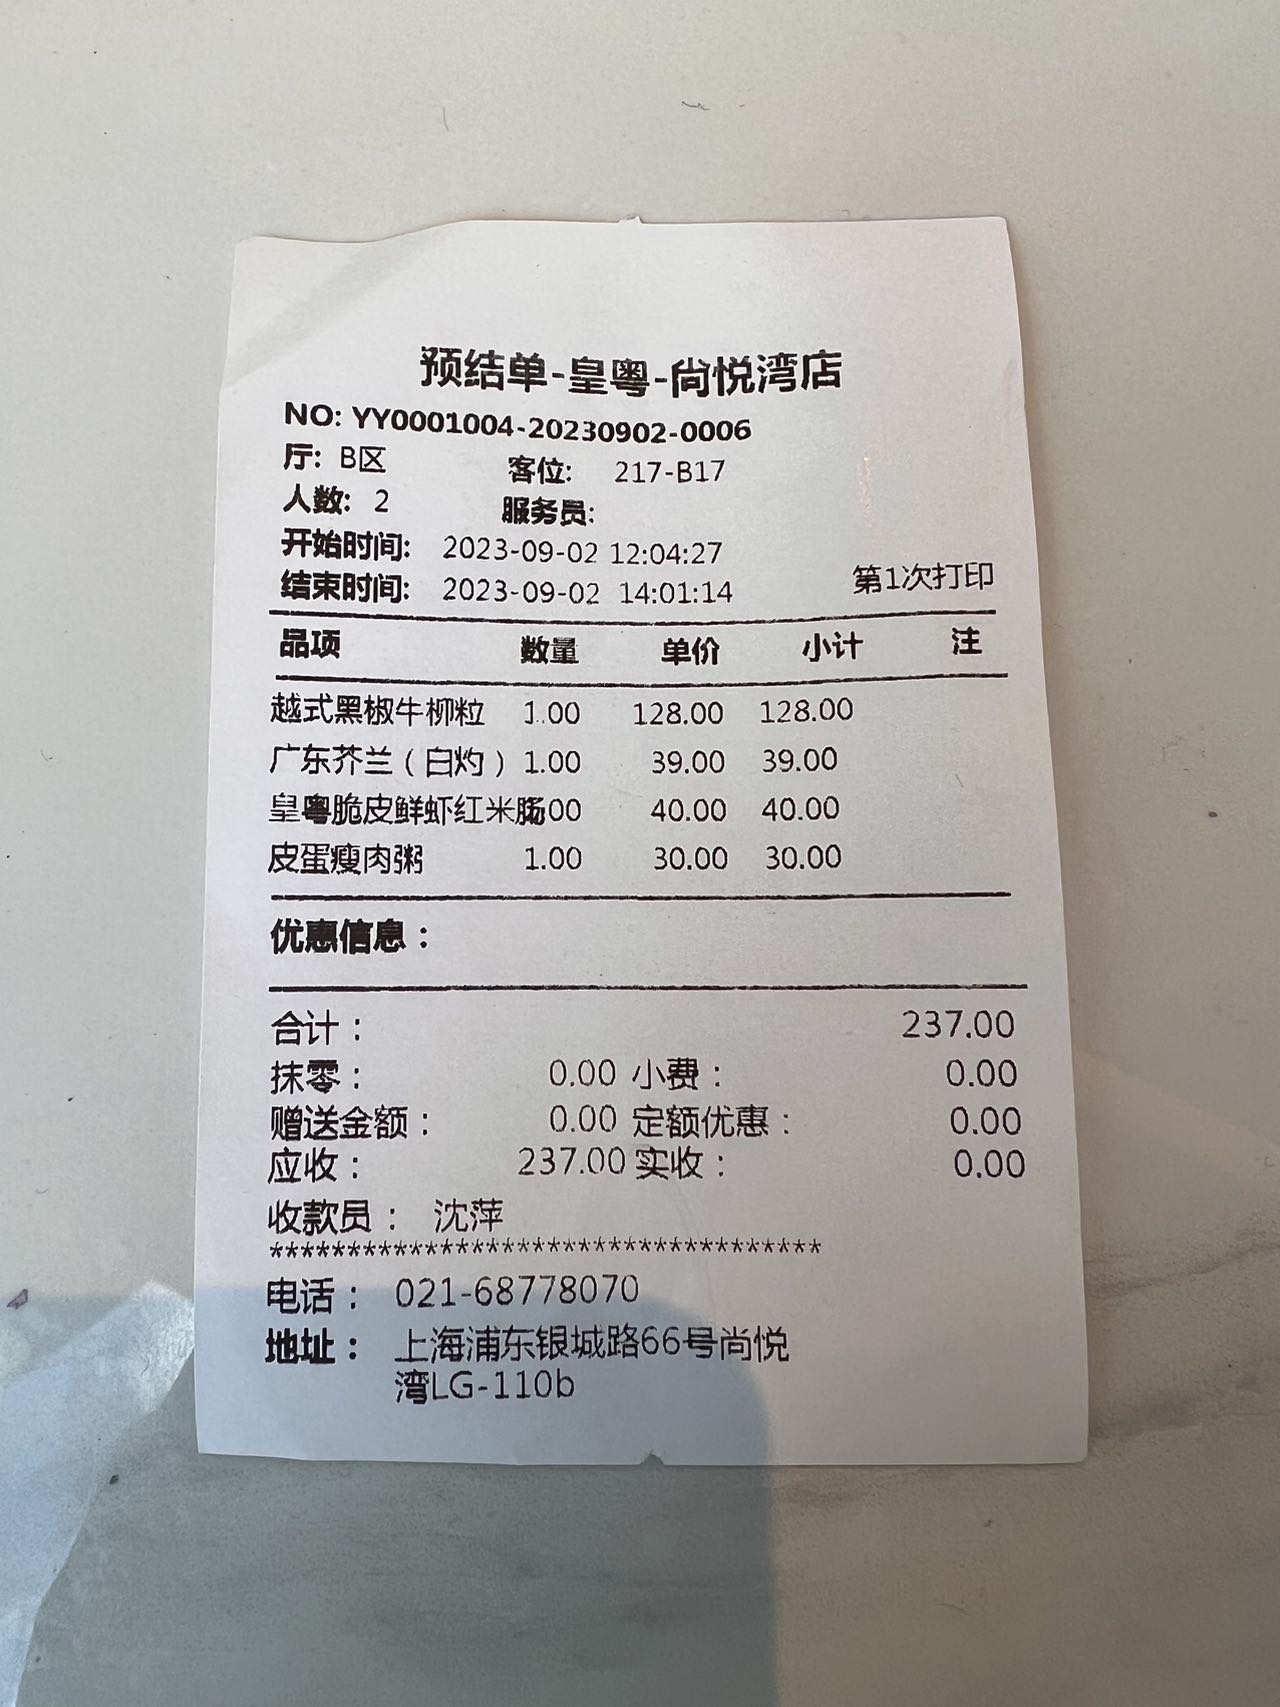 预结单-皇粤-尚悦湾店
NO: YY0001004-20230902-0006
厅: B区 客位: 217-B17
人数: 2 服务员:
开始时间: 2023-09-02 12:04:27
结束时间: 2023-09-02 14:01:14 第1次打印
品项 数量 单价 小计 注
越式黑椒牛柳粒 1.00 128.00 128.00
广东芥兰(白灼) 1.00 39.00 39.00
皇粤脆皮鲜虾红米肠 00 40.00 40.00
皮蛋瘦肉粥 1.00 30.00 30.00
优惠信息:
合计: 237.00
抹零: 0.00 小费: 0.00
赠送金额: 0.00 定额优惠: 0.00
应收: 237.00 实收: 0.00
收款员: 沈萍
************************************
电话: 021-68778070
地址: 上海浦东银城路66号尚悦
湾LG-110b